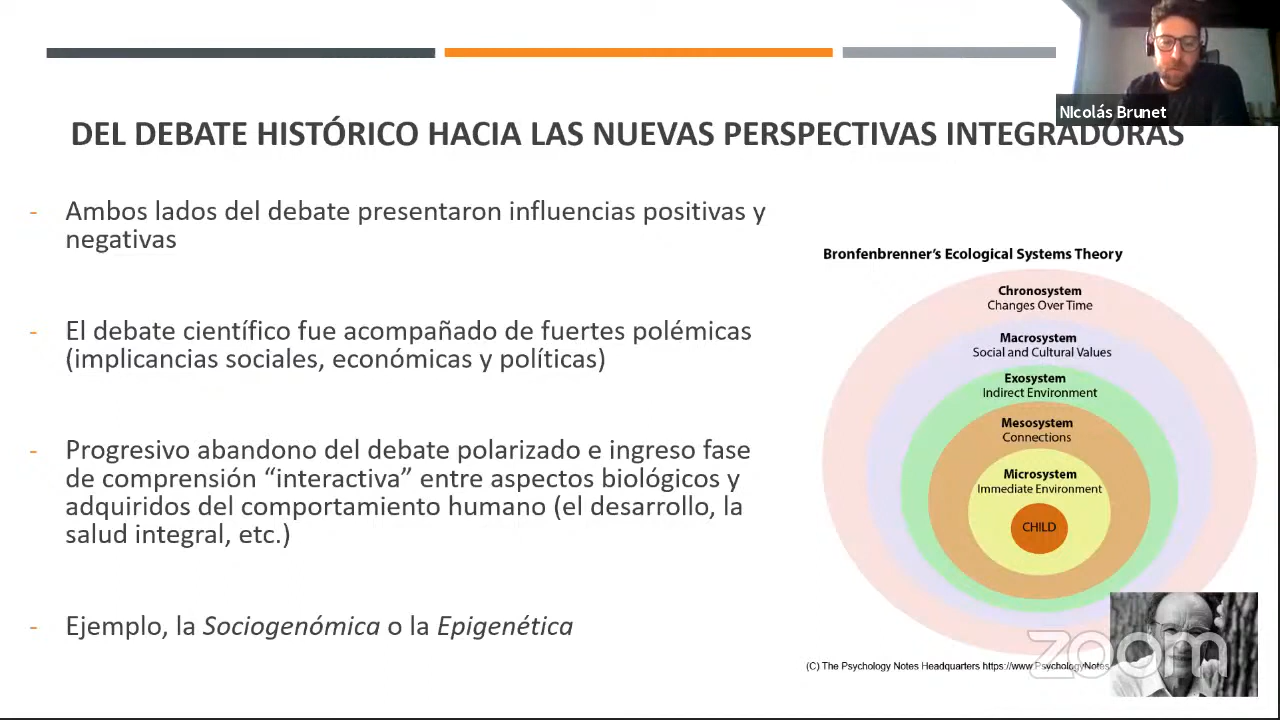 NIcolás Brunet
DEL DEBATE HISTÓRICO HACIA LAS NUEVAS PERSPECTIVAS INTEGRADORAS
- Ambos lados del debate presentaron influencias positivas y
negativas
- El debate científico fue acompañado de fuertes polémicas
(implicancias sociales, económicas y políticas)
- Progresivo abandono del debate polarizado e ingreso fase
de comprensión “interactiva” entre aspectos biológicos y
adquiridos del comportamiento humano (el desarrollo, la
salud integral, etc.)
- Ejemplo, la Sociogenómica o la Epigenética
Bronfenbrenner’s Ecological Systems Theory
Chronosystem
Changes Over Time
Macrosystem
Social and Cultural Values
Exosystem
Indirect Environment
Mesosystem
Connections
Microsystem
Immediate Environment
CHILD
(C) The Psychology Notes Headquarters https://www.PsychologyNotes
zoom